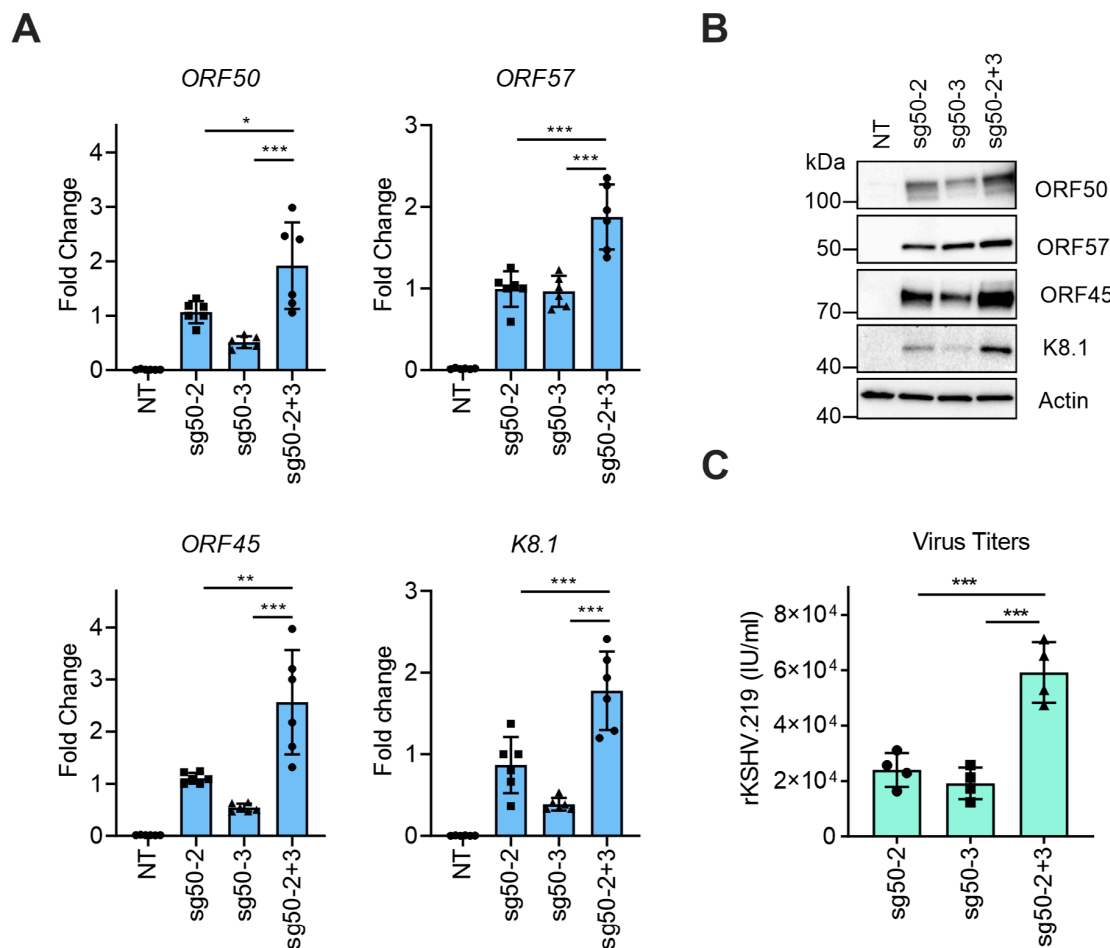 A
ORF50
*
***
Fold Change
4
3
2
1
0
NT
sg50-2
sg50-3
sg50-2+3
ORF57
***
***
Fold Change
3
2
1
0
NT
sg50-2
sg50-3
sg50-2+3
ORF45
**
***
Fold Change
4
3
2
1
0
NT
sg50-2
sg50-3
sg50-2+3
K8.1
***
***
Fold change
3
2
1
0
NT
sg50-2
sg50-3
sg50-2+3
B
NT
sg50-2
sg50-3
sg50-2+3
kDa
100
ORF50
50
ORF57
70
ORF45
40
K8.1
40
Actin
C
Virus Titers
***
***
rKSHV.219 (IU/ml)
8×10⁴
6×10⁴
4×10⁴
2×10⁴
0
sg50-2
sg50-3
sg50-2+3